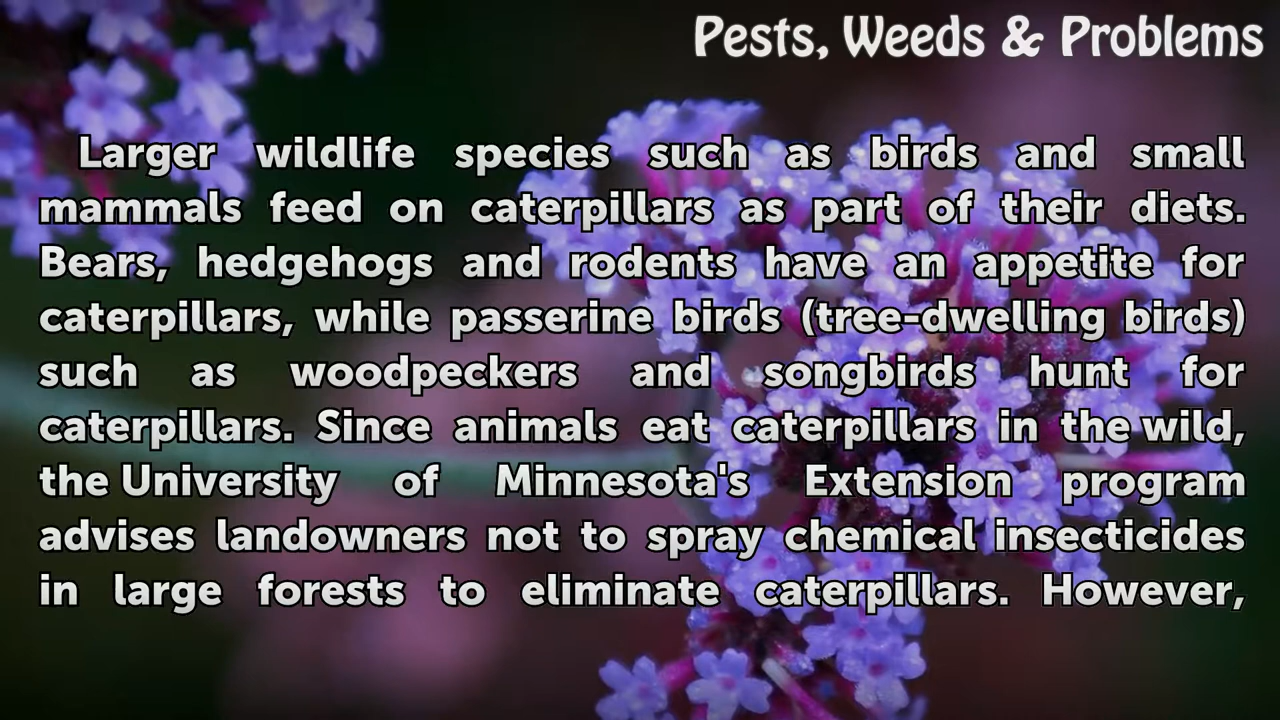 Pests, Weeds & Problems
Larger wildlife species such as birds and small
mammals feed on caterpillars as part of their diets.
Bears, hedgehogs and rodents have an appetite for
caterpillars, while passerine birds (tree-dwelling birds)
such as woodpeckers and songbirds hunt for
caterpillars. Since animals eat caterpillars in the wild,
the University of Minnesota's Extension program
advises landowners not to spray chemical insecticides
in large forests to eliminate caterpillars. However,